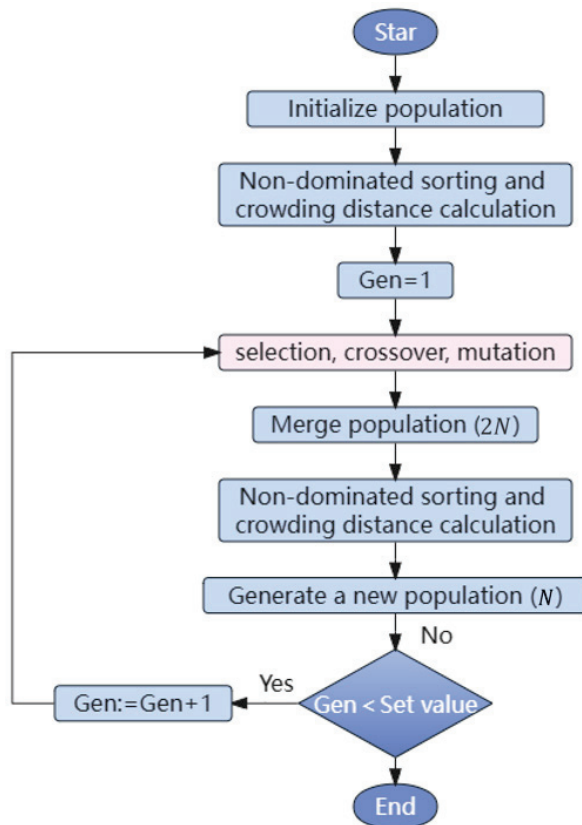 Star
Initialize population
Non-dominated sorting and
crowding distance calculation
Gen=1
selection, crossover, mutation
Merge population (2N)
Non-dominated sorting and
crowding distance calculation
Generate a new population (N)
No
Yes
Gen:=Gen+1
Gen < Set value
End